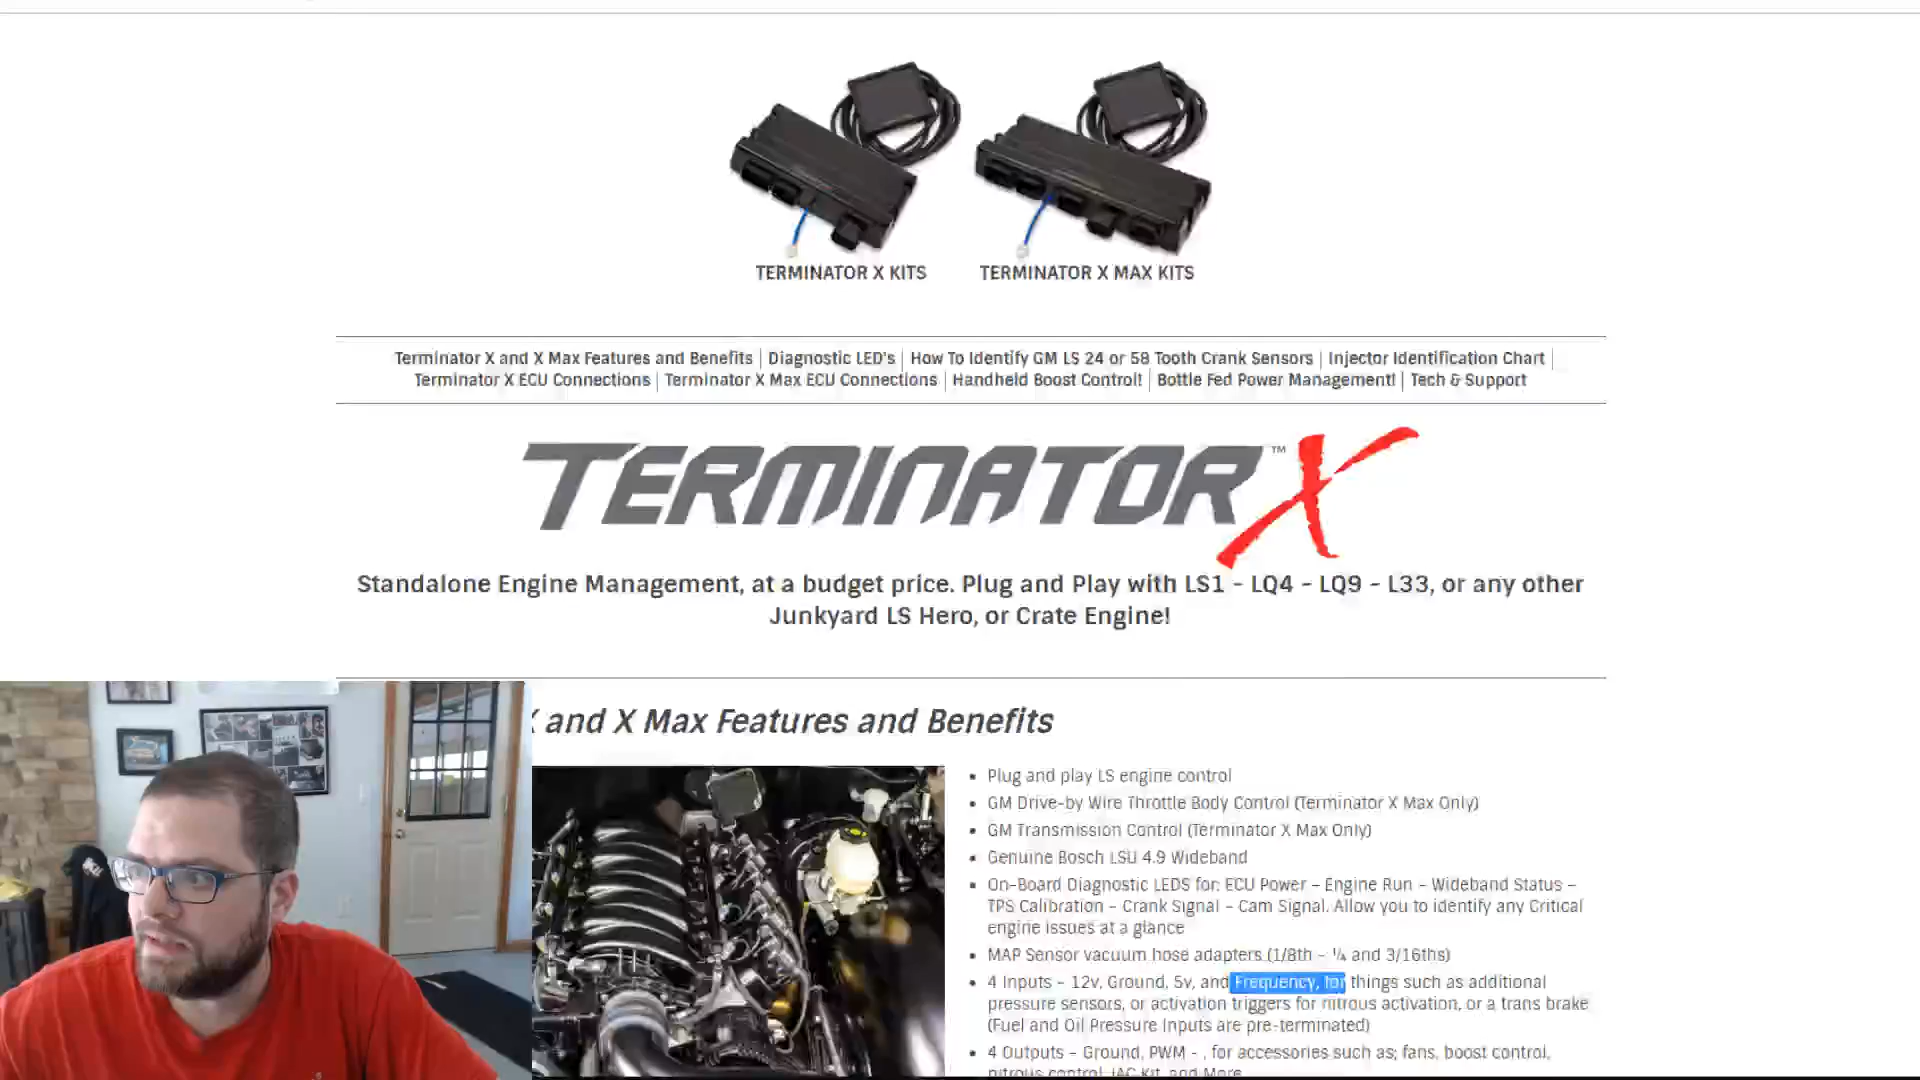 TERMINATOR X KITS
TERMINATOR X MAX KITS
Terminator X and X Max Features and Benefits | Diagnostic LED's | How To Identify GM LS 24 or 58 Tooth Crank Sensors | Injector Identification Chart |
Terminator X ECU Connections | Terminator X Max ECU Connections | Handheld Boost Control! | Bottle Fed Power Management! | Tech & Support
TERMINATOR X™
Standalone Engine Management, at a budget price. Plug and Play with LS1 - LQ4 - LQ9 - L33, or any other
Junkyard LS Hero, or Crate Engine!
X and X Max Features and Benefits
• Plug and play LS engine control
• GM Drive-by Wire Throttle Body Control (Terminator X Max Only)
• GM Transmission Control (Terminator X Max Only)
• Genuine Bosch LSU 4.9 Wideband
• On-Board Diagnostic LEDS for: ECU Power – Engine Run – Wideband Status –
TPS Calibration – Crank Signal – Cam Signal. Allow you to identify any Critical
engine issues at a glance
• MAP Sensor vacuum hose adapters (1/8th – ¼ and 3/16ths)
• 4 Inputs – 12v, Ground, 5v, and Frequency, for things such as additional
pressure sensors, or activation triggers for nitrous activation, or a trans brake
(Fuel and Oil Pressure Inputs are pre-terminated)
• 4 Outputs – Ground, PWM - , for accessories such as; fans, boost control,
nitrous control, IAC Kit, and More